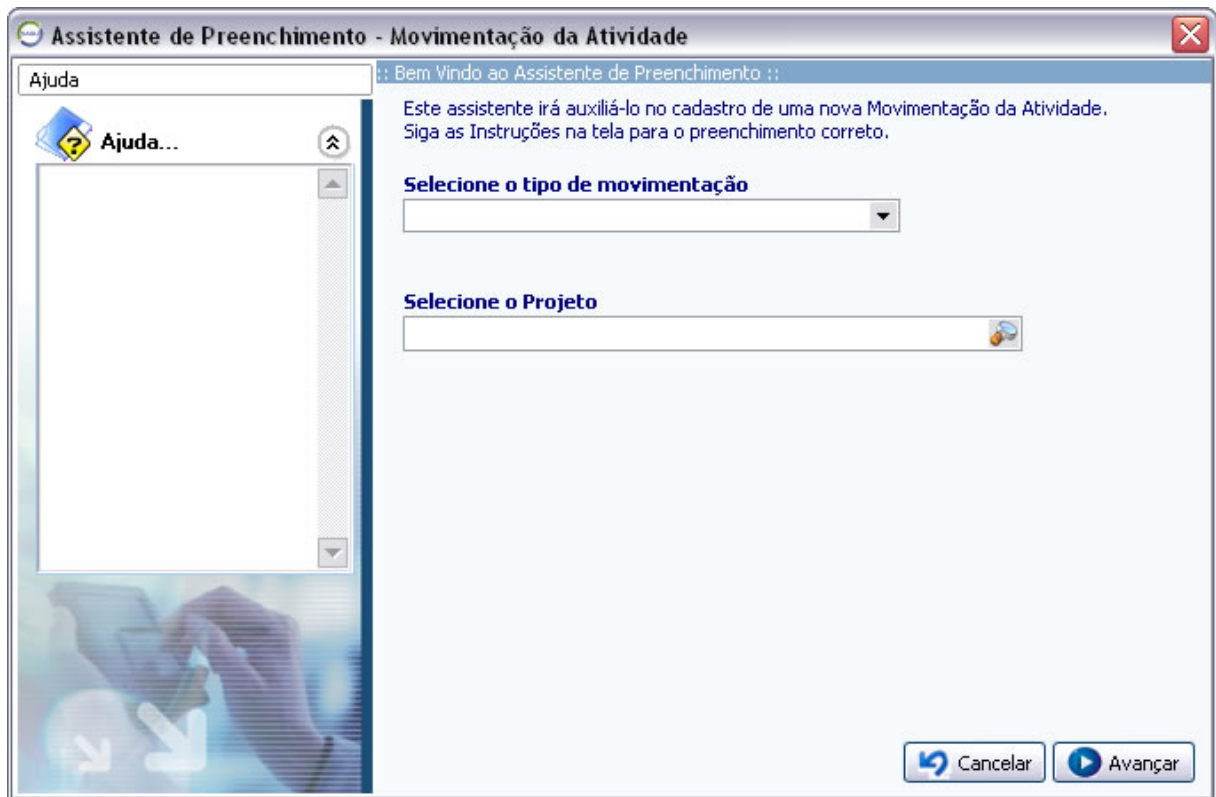 Assistente de Preenchimento - Movimentação da Atividade
Ajuda
Ajuda...
:: Bem Vindo ao Assistente de Preenchimento ::
Este assistente irá auxiliá-lo no cadastro de uma nova Movimentação da Atividade.
Siga as Instruções na tela para o preenchimento correto.
Selecione o tipo de movimentação
Selecione o Projeto
Cancelar
Avançar